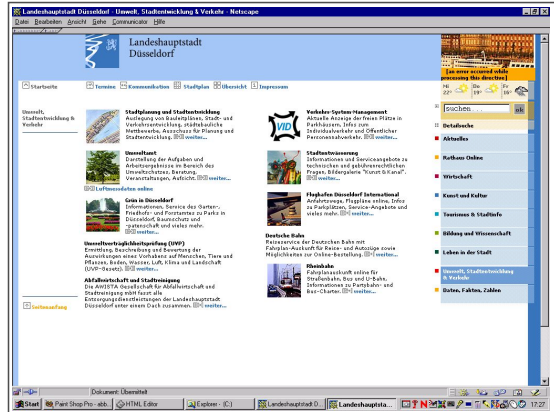 Landeshauptstadt Düsseldorf - Umwelt, Stadtentwicklung & Verkehr - Netscape
Datei Bearbeiten Ansicht Gehe Communicator Hilfe
Landeshauptstadt
Düsseldorf
[an error occurred while
processing this directive]
Startseite Termine Kommunikation Stadtplan Übersicht Impressum
Mi Do Fr
22° 19° 16°
suchen... ok
Detailsuche
Aktuelles
Rathaus Online
Wirtschaft
Kunst und Kultur
Tourismus & Stadtinfo
Bildung und Wissenschaft
Leben in der Stadt
Umwelt, Stadtentwicklung
& Verkehr
Daten, Fakten, Zahlen
Umwelt,
Stadtentwicklung &
Verkehr
Seitenanfang
Stadtplanung und Stadtentwicklung
Auslegung von Bauleitplänen, Stadt- und
Verkehrsentwicklung, städtebauliche
Wettbewerbe, Ausschuss für Planung und
Stadtentwicklung. weiter...
Umweltamt
Darstellung der Aufgaben und
Arbeitsergebnisse im Bereich des
Umweltschutzes, Beratung,
Veranstaltungen, Aufsicht. weiter...
Luftmessdaten online
Grün in Düsseldorf
Informationen, Service des Garten-,
Friedhofs- und Forstamtes zu Parks in
Düsseldorf, Baumschutz und
-patenschaft und vieles mehr.
weiter...
Umweltverträglichkeitsprüfung (UVP)
Ermittlung, Beschreibung und Bewertung der
Auswirkungen eines Vorhabens auf Menschen, Tiere und
Pflanzen, Boden, Wasser, Luft, Klima und Landschaft
(UVP-Gesetz). weiter...
Abfallwirtschaft und Stadtreinigung
Die AWISTA Gesellschaft für Abfallwirtschaft und
Stadtreinigung mbH fasst alle
Entsorgungsdienstleistungen der Landeshauptstadt
Düsseldorf unter einem Dach zusammen. weiter...
VID
Verkehrs-System-Management
Aktuelle Anzeige der freien Plätze in
Parkhäusern, Infos zum
Individualverkehr und Öffentlicher
Personennahverkehr. weiter...
Stadtentwässerung
Informationen und Serviceangebote zu
technischen und gebührenrechtlichen
Fragen, Bildergalerie "Kunst & Kanal".
weiter...
Flughafen Düsseldorf International
Anfahrtswege, Flugpläne online, Infos
zu Parkplätzen, Service-Angebote und
vieles mehr. weiter...
Deutsche Bahn
Reiseservice der Deutschen Bahn mit
Fahrplan-Auskunft für Reise- und Autozüge sowie
Möglichkeiten zur Online-Bestellung. weiter...
Rheinbahn
Fahrplanauskunft online für
Straßenbahn, Bus und U-Bahn,
Informationen zu Partybahn- und
Bus-Charter. weiter...
Dokument: Übermittelt
Start Paint Shop Pro - abb... HTML Editor Explorer - (C:) Landeshauptstadt D... Landeshauptsta... 17:27